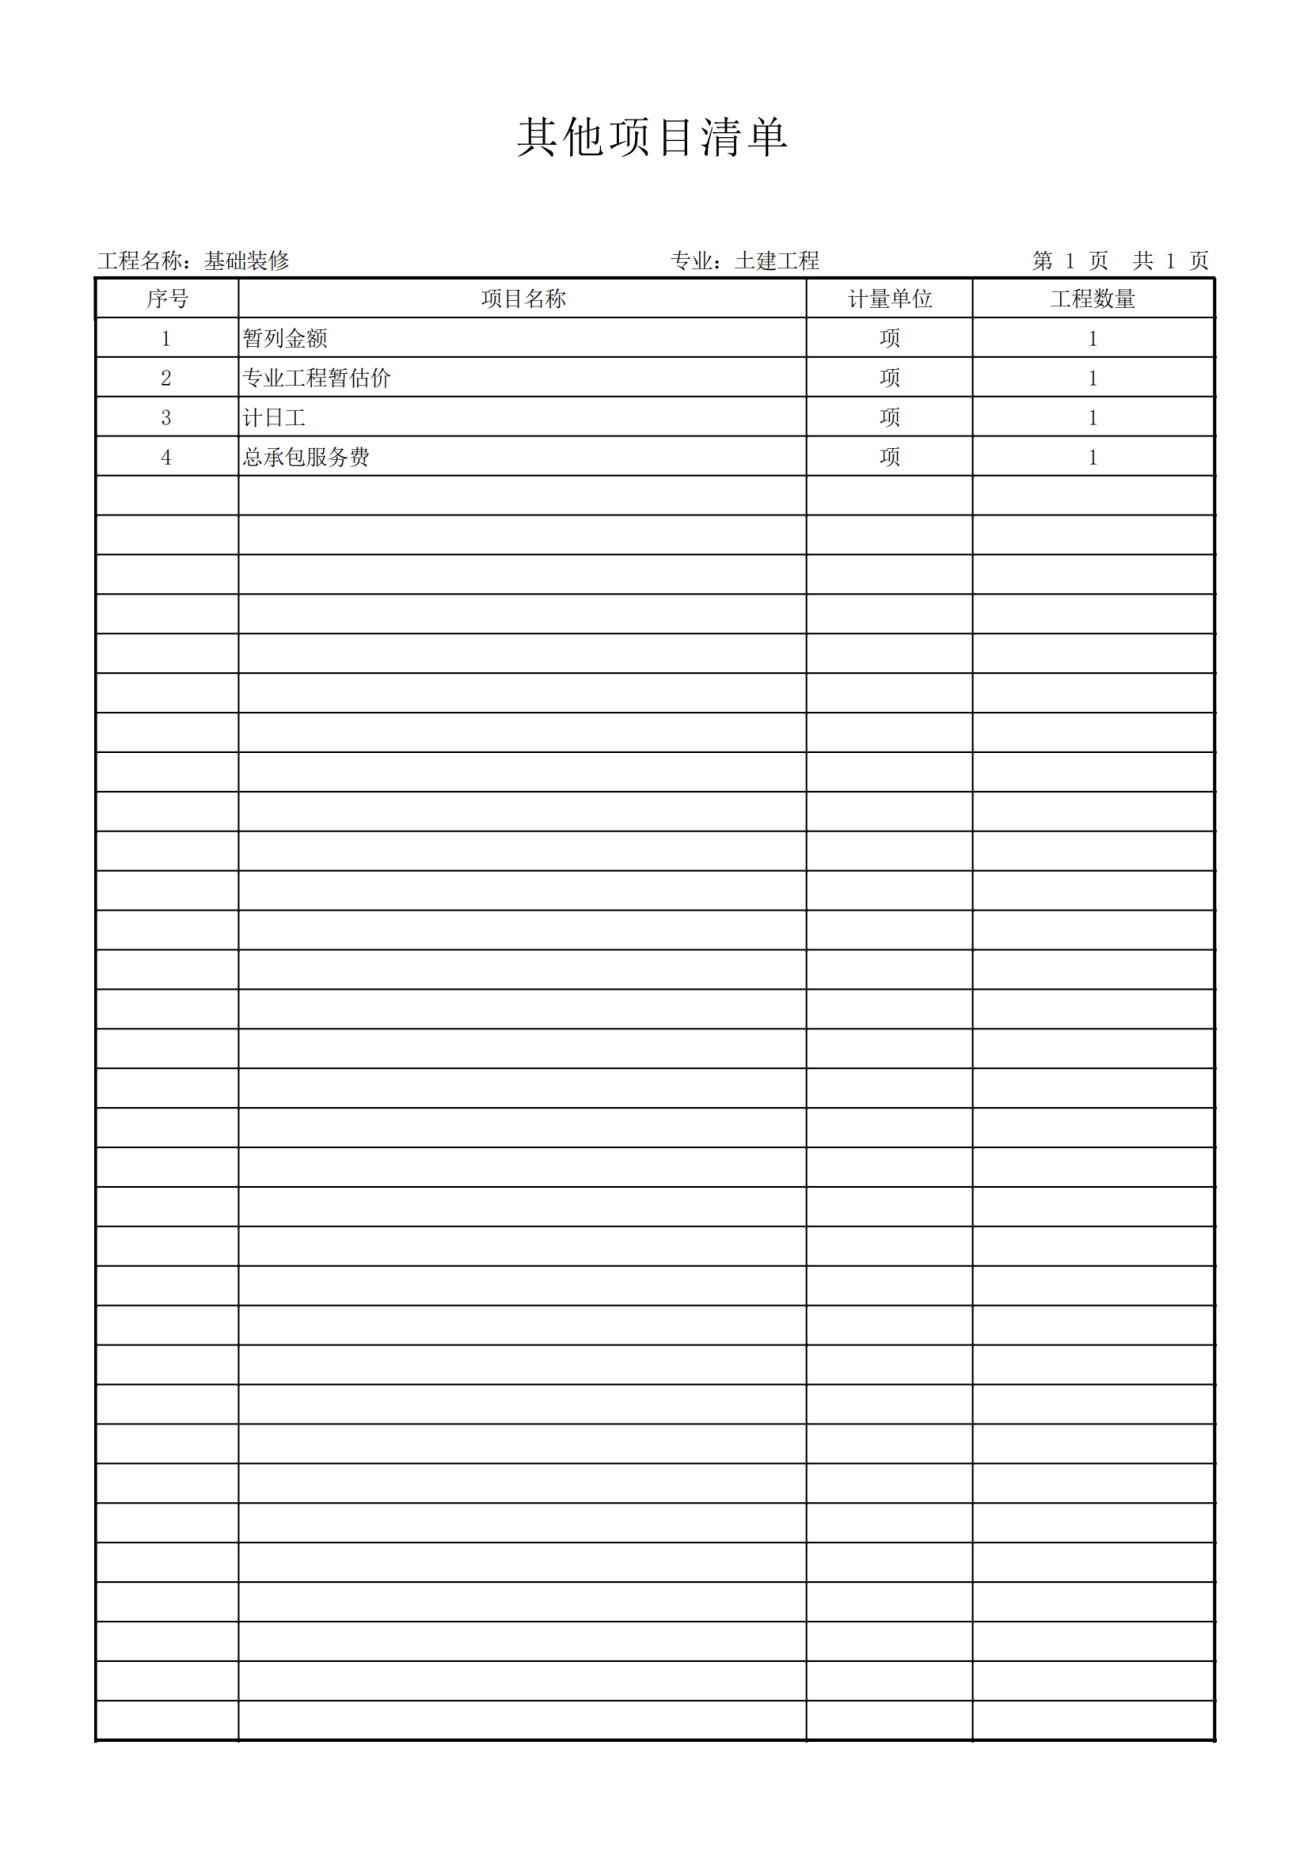 其他项目清单
工程名称：基础装修 专业：土建工程 第 1 页 共 1 页
序号 项目名称 计量单位 工程数量
1 暂列金额 项 1
2 专业工程暂估价 项 1
3 计日工 项 1
4 总承包服务费 项 1